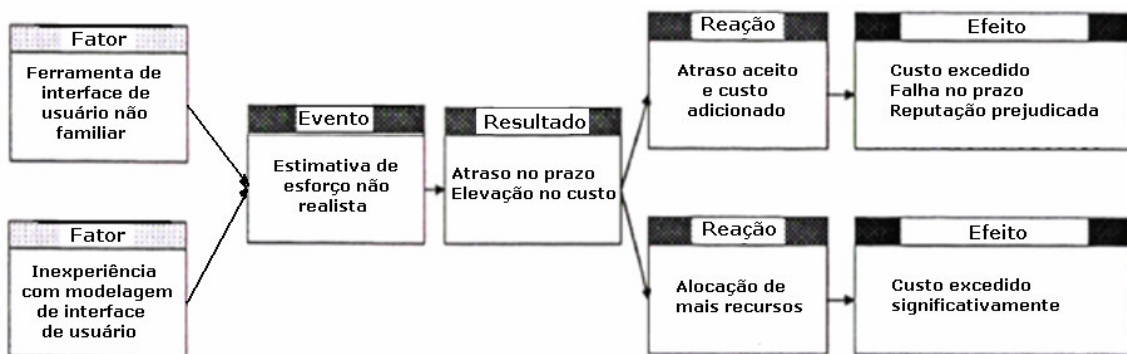 Fator
Ferramenta de
interface de
usuário não
familiar
Fator
Inexperiência
com modelagem
de interface
de usuário
Evento
Estimativa de
esforço não
realista
Resultado
Atraso no prazo
Elevação no custo
Reação
Atraso aceito
e custo
adicionado
Efeito
Custo excedido
Falha no prazo
Reputação prejudicada
Reação
Alocação de
mais recursos
Efeito
Custo excedido
significativamente